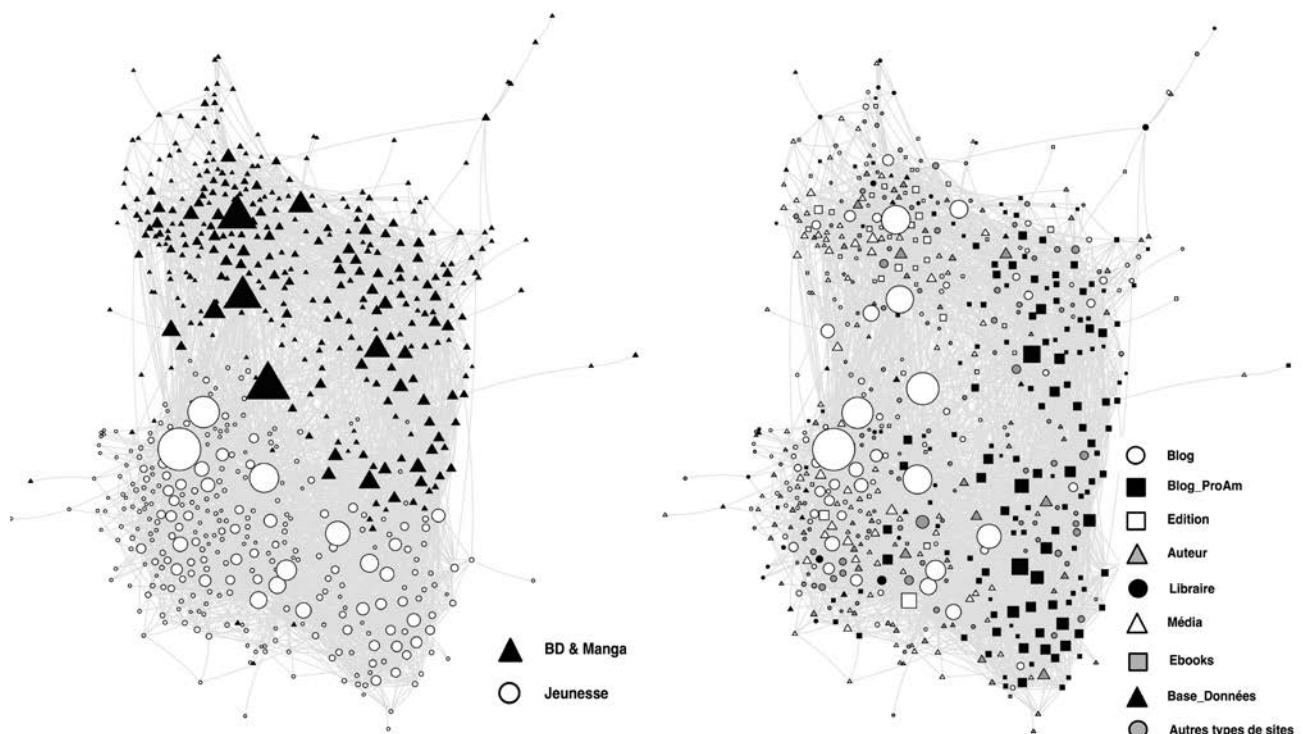 BD & Manga
Jeunesse
Blog
Blog_ProAm
Edition
Auteur
Libraire
Média
Ebooks
Base_Données
Autres types de sites